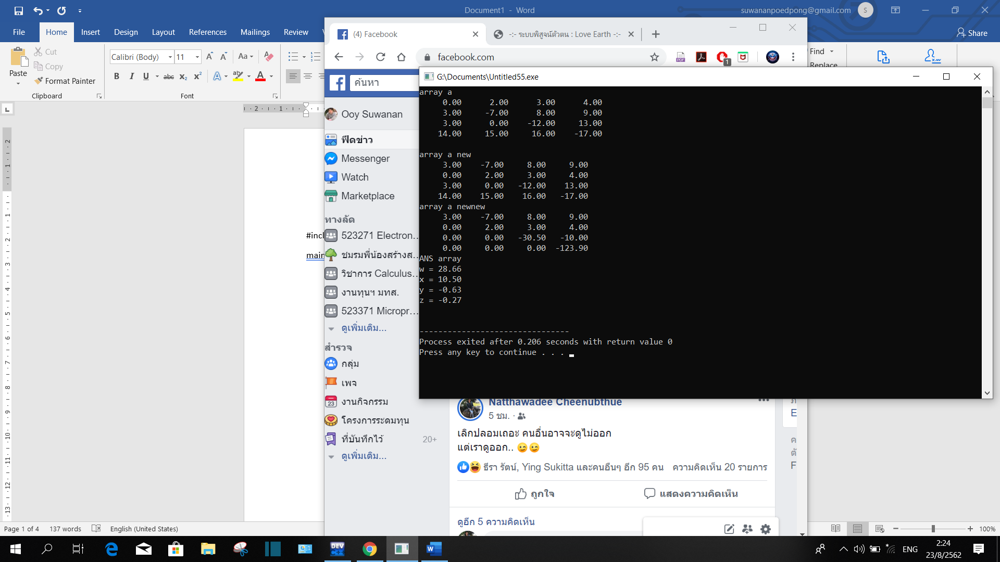 Document1 - Word
suwananpoedpong@gmail.com
S
File Home Insert Design Layout References Mailings Review
Share
Paste
Cut
Copy
Format Painter
Clipboard
Calibri (Body) 11
Font
Find
Replace
(4) Facebook
-:- ระบบพิสูจน์ตัวตน : Love Earth -:-
facebook.com
1
ค้นหา
Ooy Suwanan
ฟีดข่าว
Messenger
Watch
Marketplace
ทางลัด
523271 Electron...
ชมรมพี่น้องสร้างส...
วิชาการ Calculus...
งานทุนฯ มทส.
523371 Micropr...
ดูเพิ่มเติม...
สำรวจ
กลุ่ม
เพจ
งานกิจกรรม
โครงการระดมทุน
ที่บันทึกไว้ 20+
ดูเพิ่มเติม...
#incl
main
G:\Documents\Untitled55.exe
array a
0.00 2.00 3.00 4.00
3.00 -7.00 8.00 9.00
3.00 0.00 -12.00 13.00
14.00 15.00 16.00 -17.00
array a new
3.00 -7.00 8.00 9.00
0.00 2.00 3.00 4.00
3.00 0.00 -12.00 13.00
14.00 15.00 16.00 -17.00
array a newnew
3.00 -7.00 8.00 9.00
0.00 2.00 3.00 4.00
0.00 0.00 -30.50 -10.00
0.00 0.00 0.00 -123.90
ANS array
w = 28.66
x = 10.50
y = -0.63
z = -0.27
--------------------------------
Process exited after 0.206 seconds with return value 0
Press any key to continue . . .
Natthawadee Cheenubthue
5 ชม.
เลิกปลอมเถอะ คนอื่นอาจจะดูไม่ออก
แต่เราดูออก.. 😉😉
ธีรา รัตน์, Ying Sukitta และคนอื่นๆ อีก 95 คน ความคิดเห็น 20 รายการ
ถูกใจ แสดงความคิดเห็น
ดูอีก 5 ความคิดเห็น
Page 1 of 4 137 words English (United States)
100%
ENG
2:24
23/8/2562